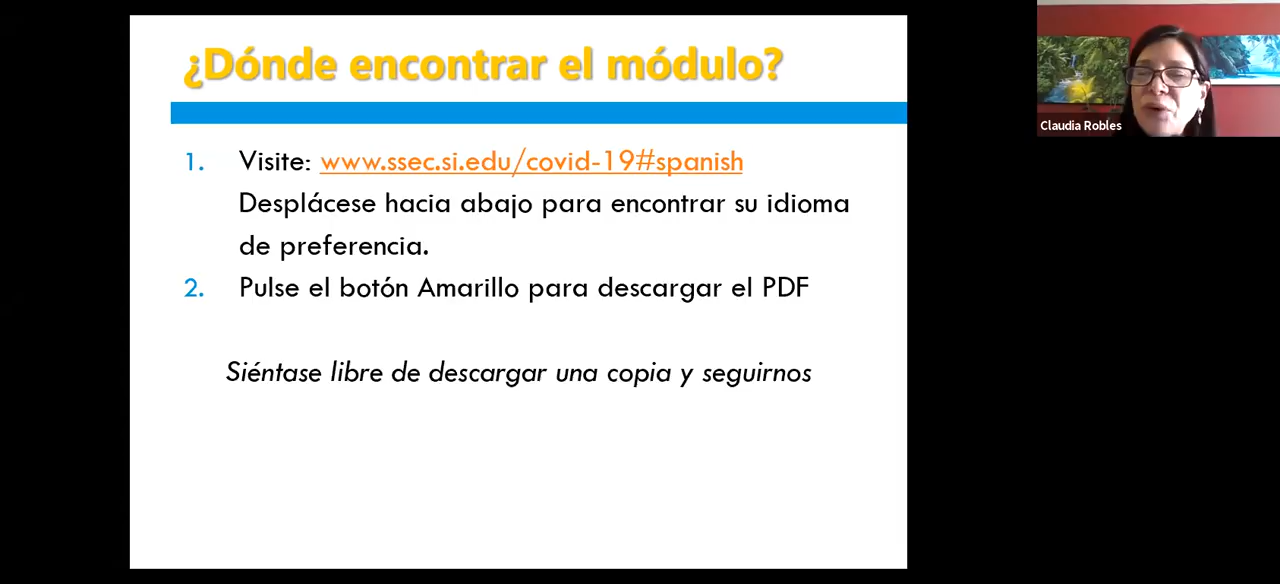 ¿Dónde encontrar el módulo?
1. Visite: www.ssec.si.edu/covid-19#spanish
Desplácese hacia abajo para encontrar su idioma
de preferencia.
2. Pulse el botón Amarillo para descargar el PDF
Siéntase libre de descargar una copia y seguirnos
Claudia Robles